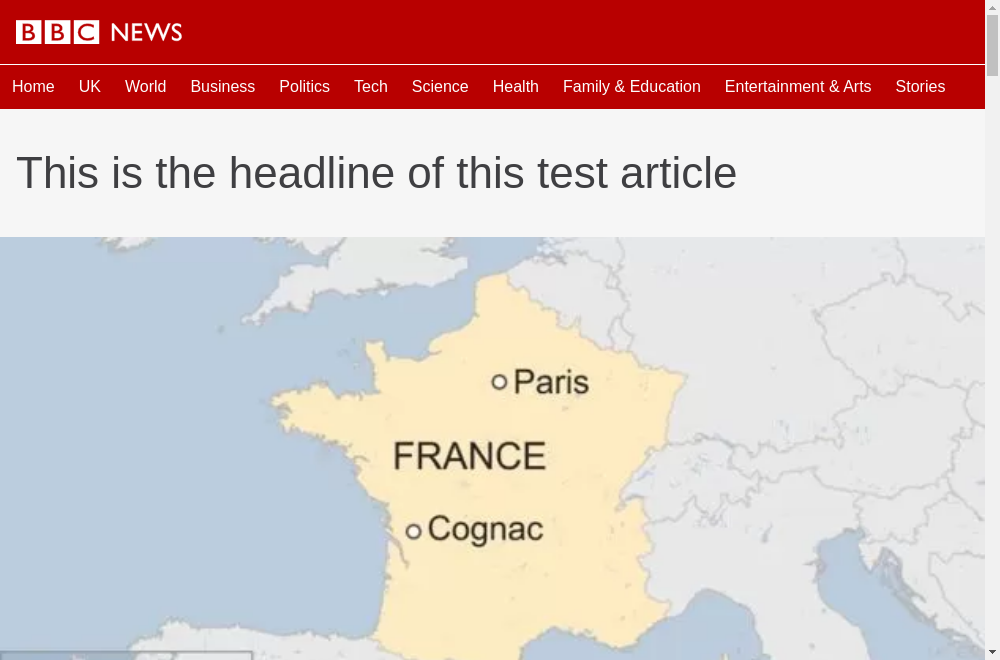 BBC NEWS
Home UK World Business Politics Tech Science Health Family & Education Entertainment & Arts Stories
This is the headline of this test article
Paris
FRANCE
Cognac